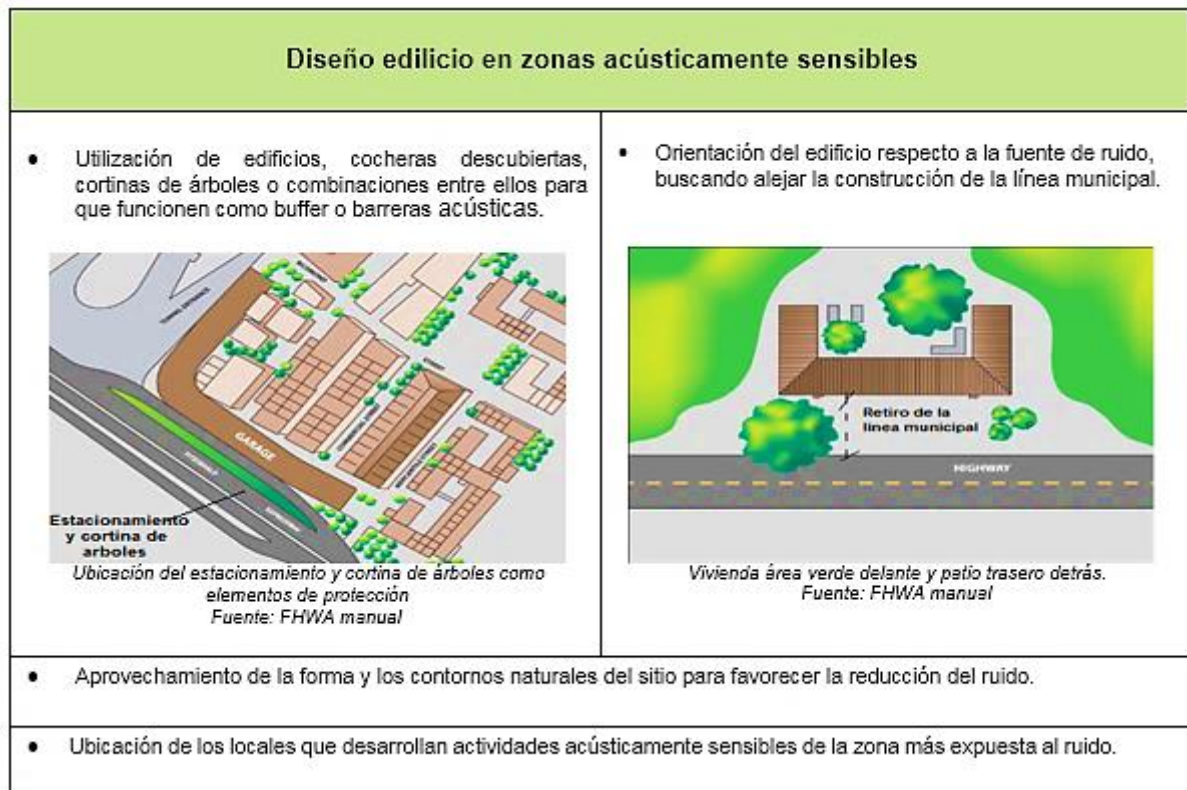 Diseño edilicio en zonas acústicamente sensibles
• Utilización de edificios, cocheras descubiertas,
cortinas de árboles o combinaciones entre ellos para
que funcionen como buffer o barreras acústicas.
TUNNEL ENTRANCE
COMMERCIAL STREET
GARAGE
Estacionamiento
y cortina de
arboles
Ubicación del estacionamiento y cortina de árboles como
elementos de protección
Fuente: FHWA manual
• Orientación del edificio respecto a la fuente de ruido,
buscando alejar la construcción de la línea municipal.
Retiro de la
linea municipal
HIGHWAY
Vivienda área verde delante y patio trasero detrás.
Fuente: FHWA manual
• Aprovechamiento de la forma y los contornos naturales del sitio para favorecer la reducción del ruido.
• Ubicación de los locales que desarrollan actividades acústicamente sensibles de la zona más expuesta al ruido.